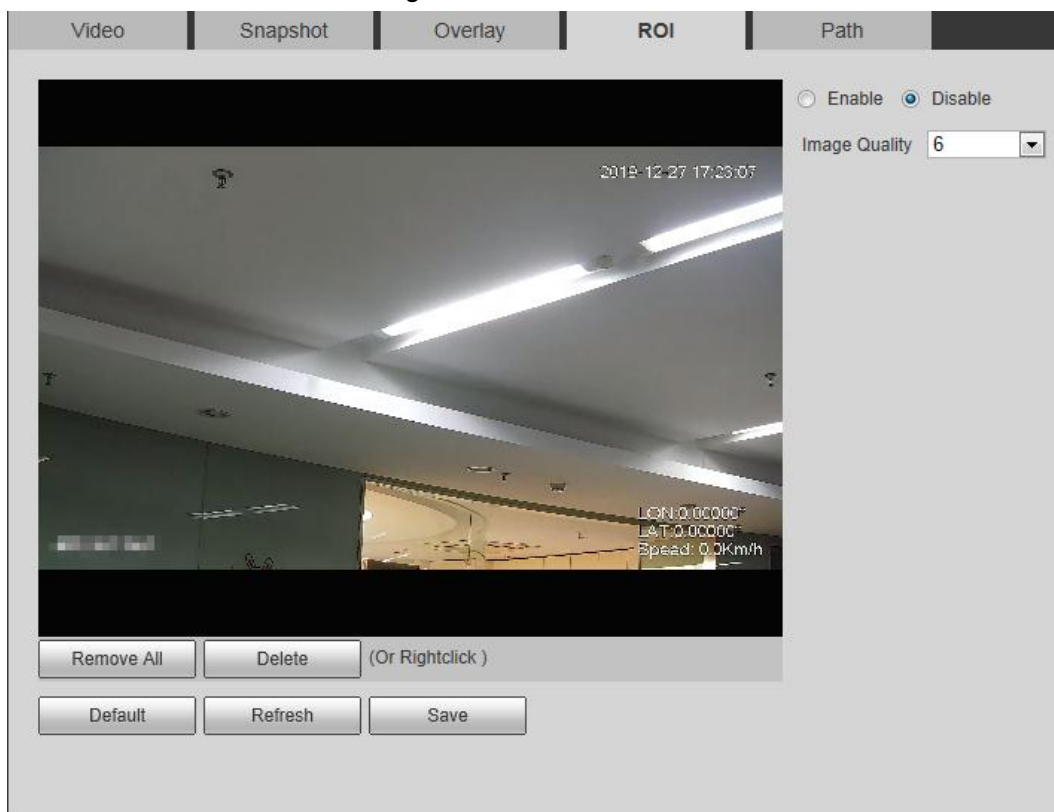 Video Snapshot Overlay ROI Path
Enable Disable
Image Quality 6
2019-12-27 17:23:07
LON:0.00000°
LAT:0.00000°
Speed: 0.0Km/h
Remove All Delete (Or Rightclick )
Default Refresh Save